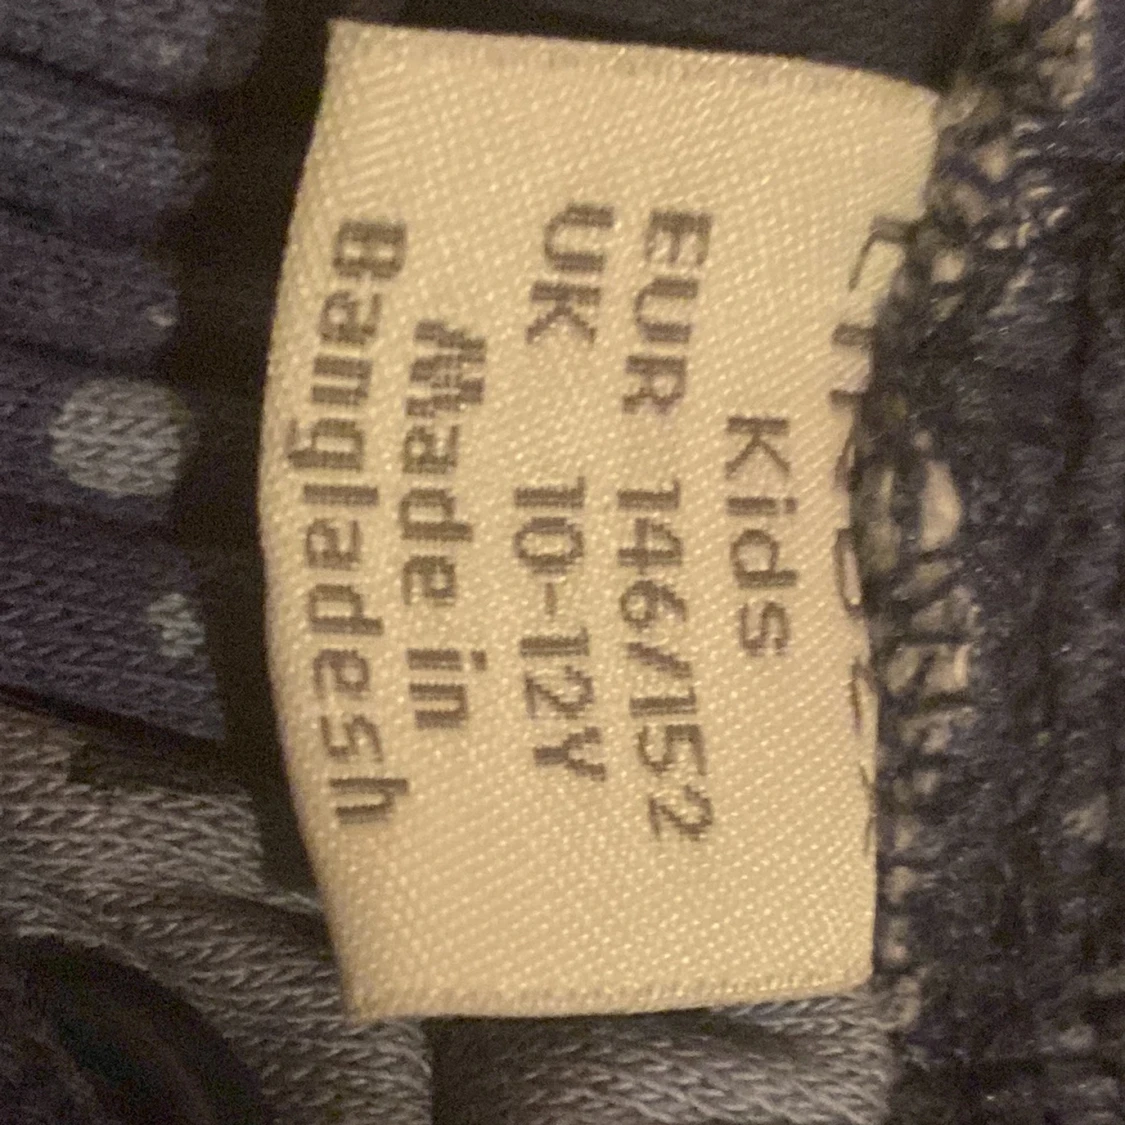 Kids
EUR 146/152
UK 10-12Y
Made in
Bangladesh